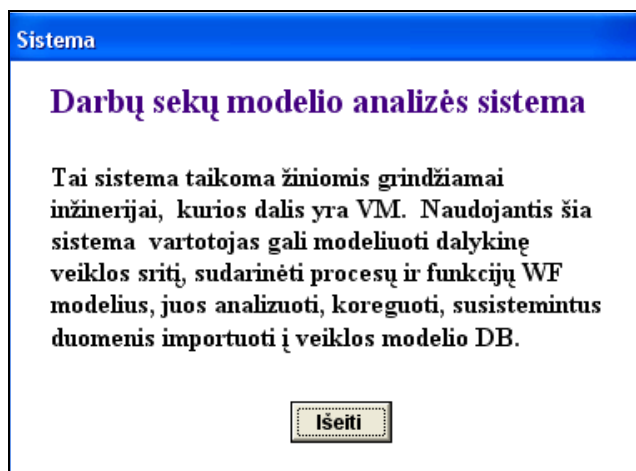 Sistema
Darbų sekų modelio analizės sistema
Tai sistema taikoma žiniomis grindžiamai
inžinerijai, kurios dalis yra VM. Naudojantis šia
sistema vartotojas gali modeliuoti dalykinę
veiklos sritį, sudarinėti procesų ir funkcijų WF
modelius, juos analizuoti, koreguoti, susistemintus
duomenis importuoti į veiklos modelio DB.
Išeiti